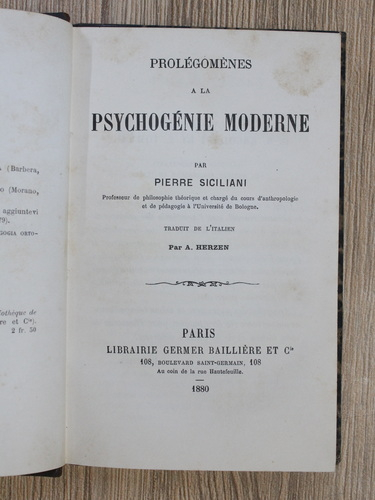 (Barbera,
(Morano,
aggiuntevi
79).
GOGIA ORTO-
liothèque de
re et Cie).
2 fr. 50
PROLÉGOMÈNES
A LA
PSYCHOGÉNIE MODERNE
PAR
PIERRE SICILIANI
Professeur de philosophie théorique et chargé du cours d'anthropologie
et de pédagogie à l'Université de Bologne.
TRADUIT DE L'ITALIEN
Par A. HERZEN
PARIS
LIBRAIRIE GERMER BAILLIÈRE ET Cie
108, BOULEVARD SAINT-GERMAIN, 108
Au coin de la rue Hautefeuille.
1880